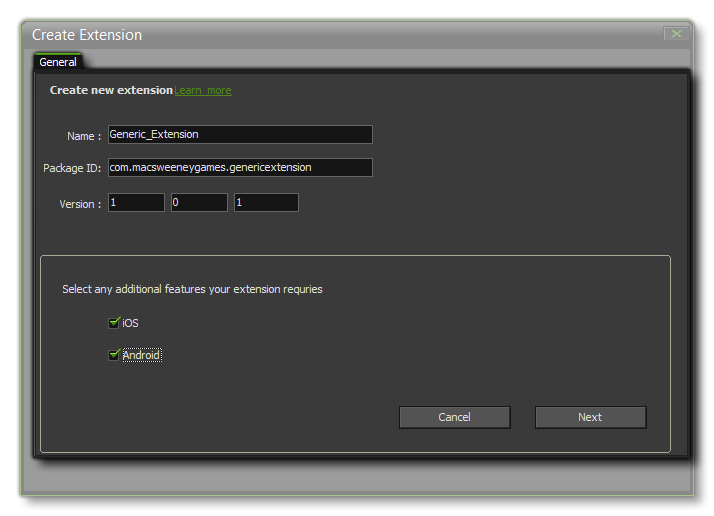 Create Extension
General
Create new extension Learn more
Name : Generic_Extension
Package ID: com.macsweeneygames.genericextension
Version : 1 0 1
Select any additional features your extension requries
iOS
Android
Cancel Next